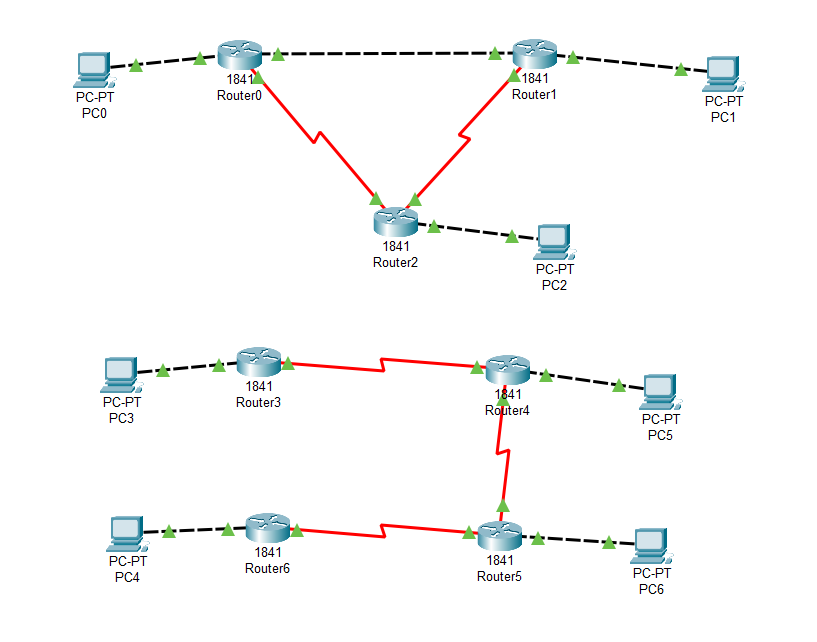 1841
Router0
1841
Router1
PC-PT
PC0
PC-PT
PC1
1841
Router2
PC-PT
PC2
1841
Router3
1841
Router4
PC-PT
PC3
PC-PT
PC5
1841
Router6
1841
Router5
PC-PT
PC4
PC-PT
PC6